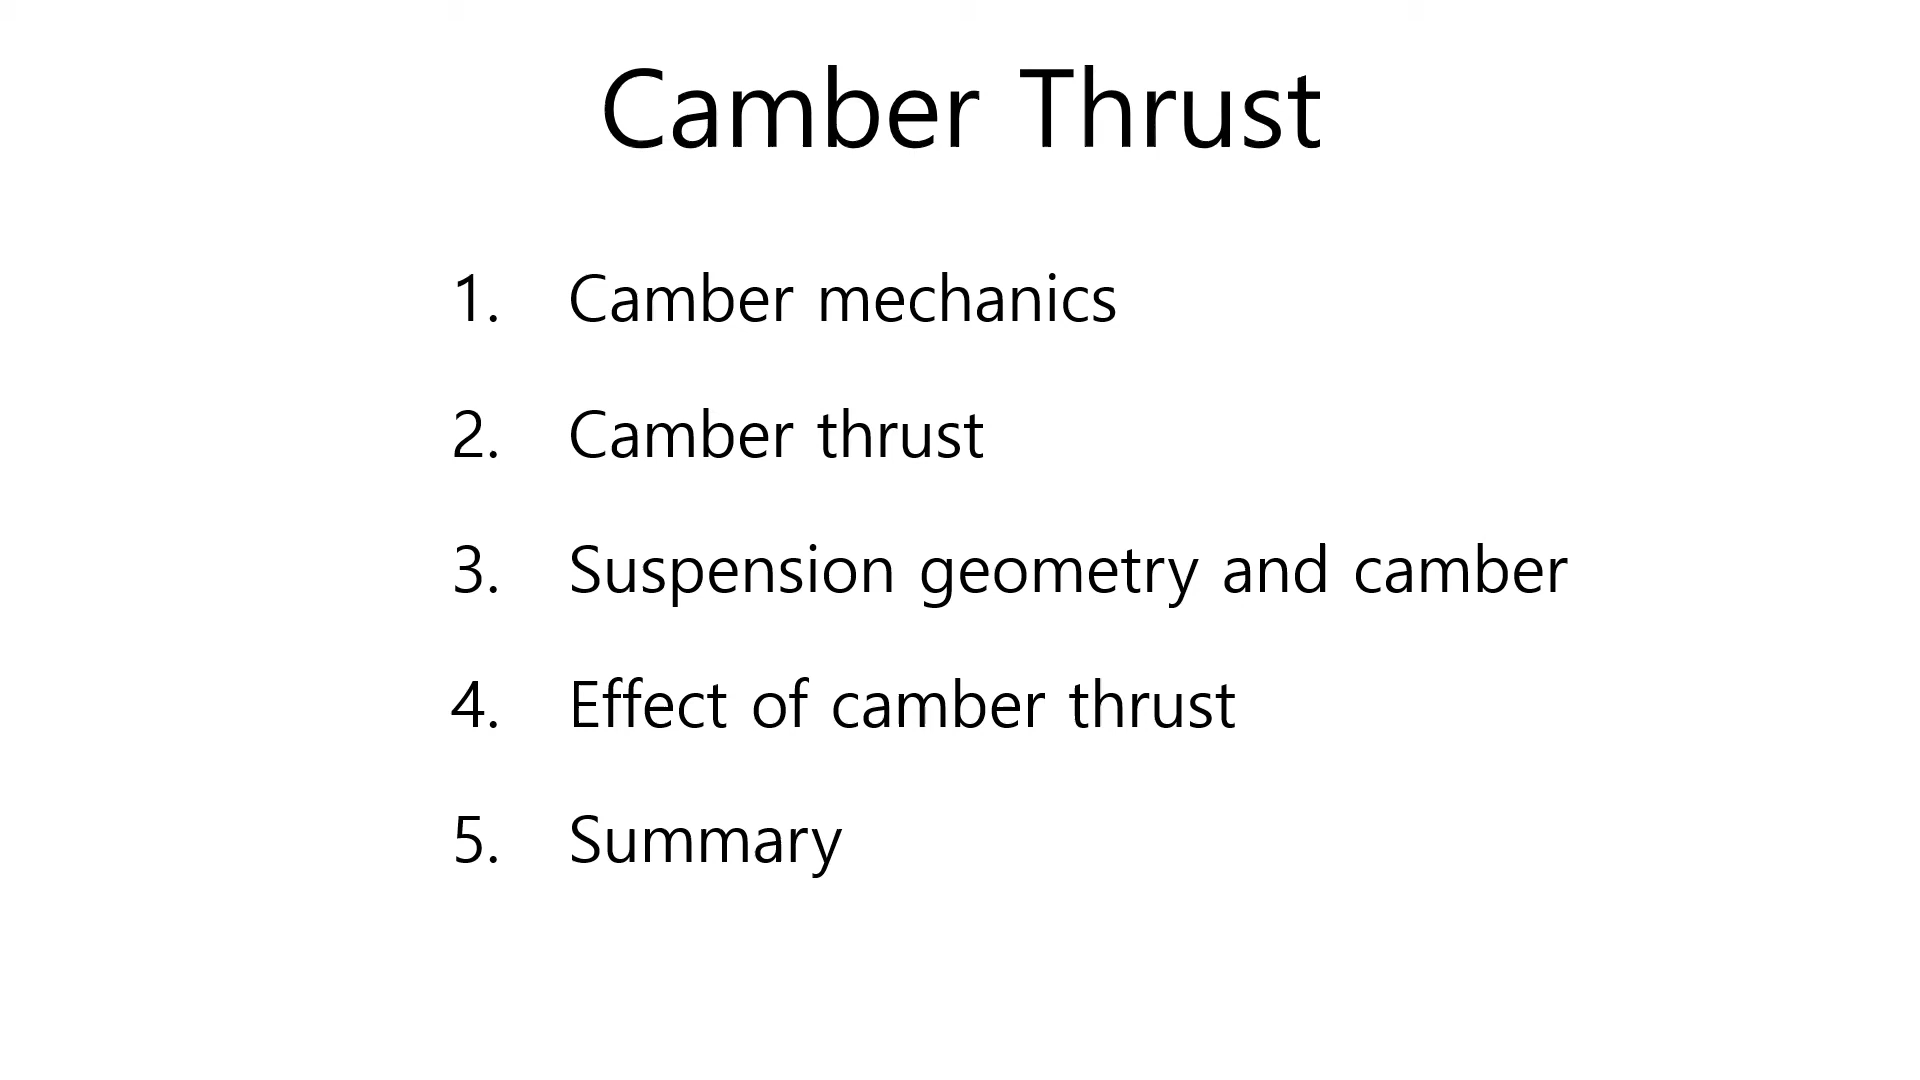 Camber Thrust
1. Camber mechanics
2. Camber thrust
3. Suspension geometry and camber
4. Effect of camber thrust
5. Summary